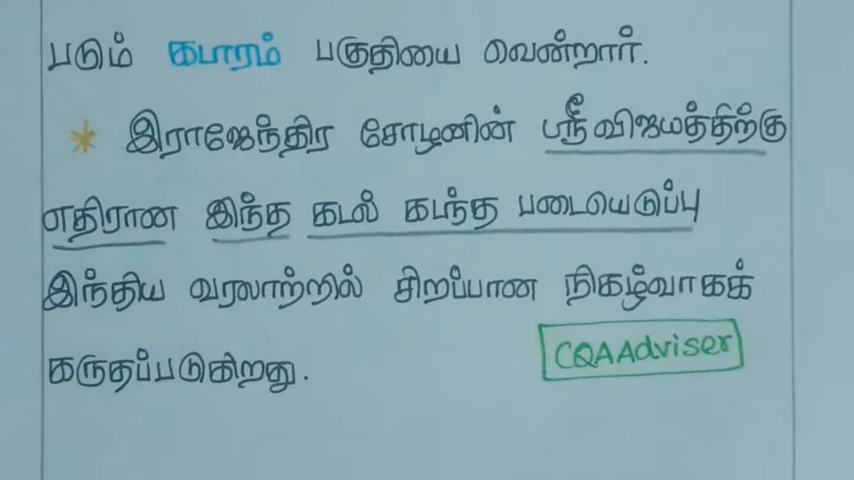 படும் கபாரம் பகுதியை வென்றார்.
* இராஜேந்திர சோழனின் ஸ்ரீ விஜயத்திற்கு
எதிரான இந்த கடல் கடந்த படையெடுப்பு
இந்திய வரலாற்றில் சிறப்பான நிகழ்வாகக்
கருதப்படுகிறது.
CQAAdviser